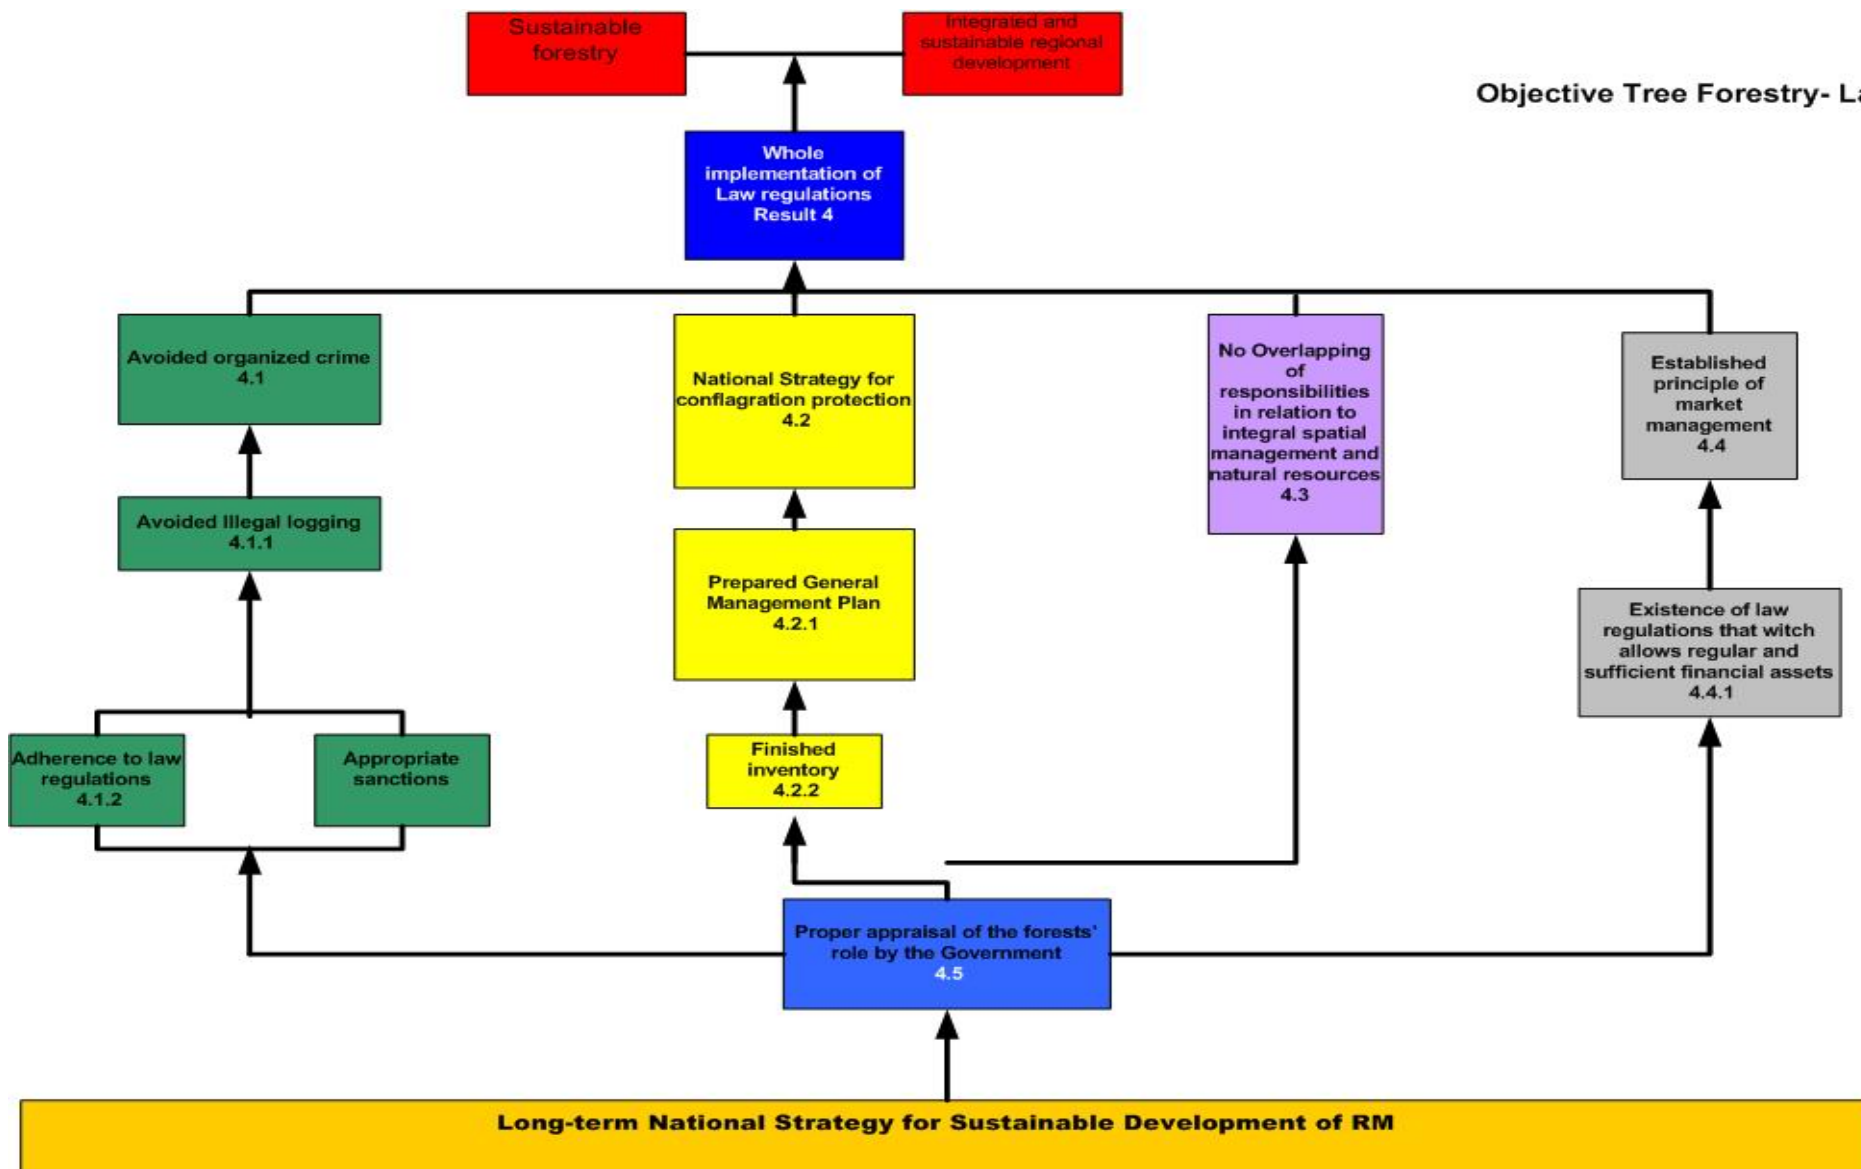 Sustainable
forestry
Integrated and
sustainable regional
development
Objective Tree Forestry- La
Whole
implementation of
Law regulations
Result 4
Avoided organized crime
4.1
National Strategy for
conflagration protection
4.2
No Overlapping
of
responsibilities
in relation to
integral spatial
management and
natural resources
4.3
Established
principle of
market
management
4.4
Avoided Illegal logging
4.1.1
Prepared General
Management Plan
4.2.1
Existence of law
regulations that witch
allows regular and
sufficient financial assets
4.4.1
Adherence to law
regulations
4.1.2
Appropriate
sanctions
Finished
inventory
4.2.2
Proper appraisal of the forests'
role by the Government
4.5
Long-term National Strategy for Sustainable Development of RM